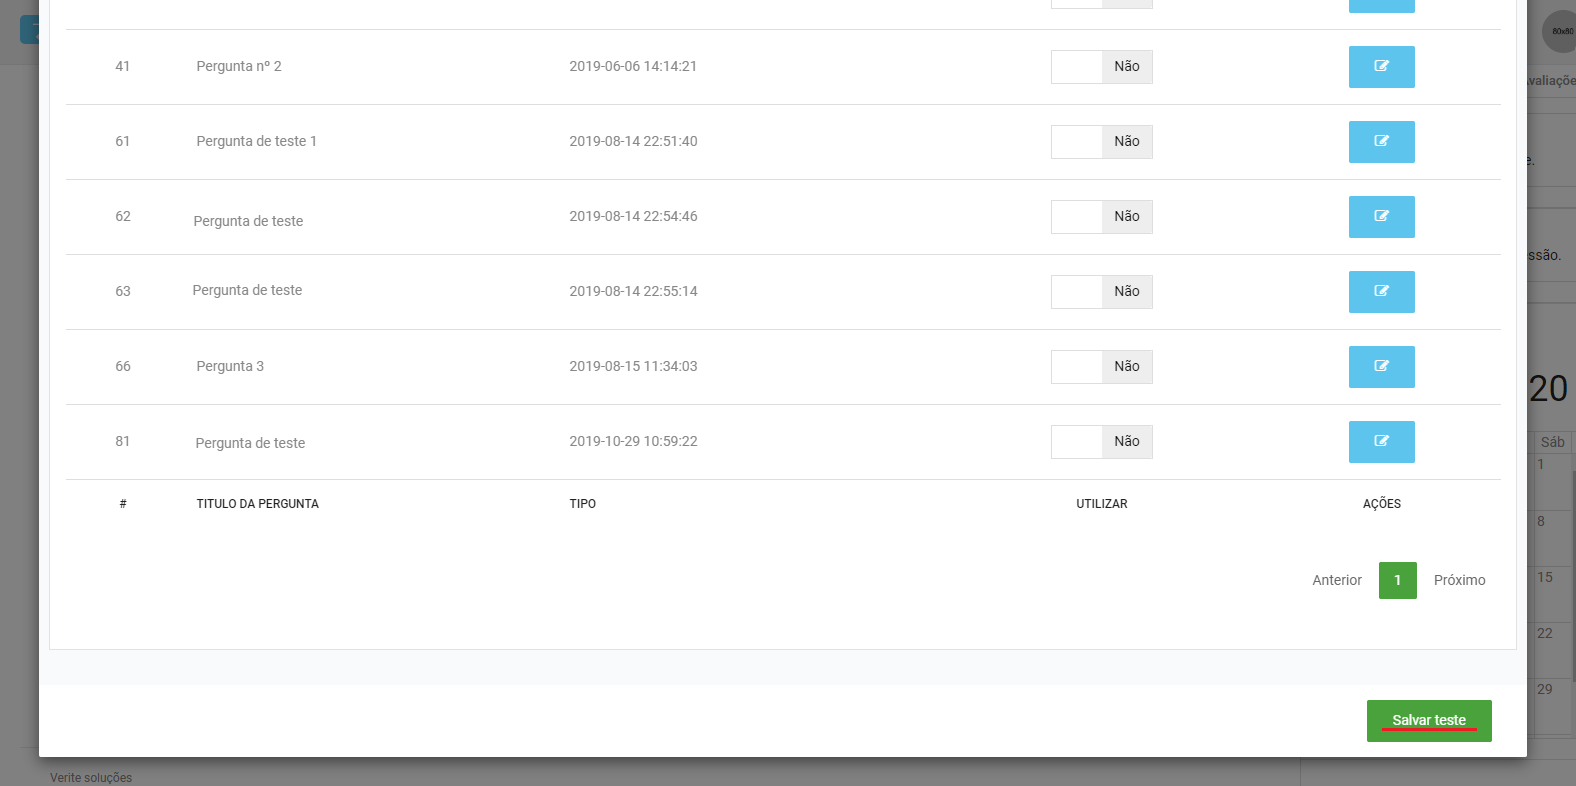 80x80
41 Pergunta nº 2 2019-06-06 14:14:21 Não
61 Pergunta de teste 1 2019-08-14 22:51:40 Não
62 Pergunta de teste 2019-08-14 22:54:46 Não
63 Pergunta de teste 2019-08-14 22:55:14 Não
66 Pergunta 3 2019-08-15 11:34:03 Não
81 Pergunta de teste 2019-10-29 10:59:22 Não
# TITULO DA PERGUNTA TIPO UTILIZAR AÇÕES
Anterior 1 Próximo
Salvar teste
valiaçõe
e.
ssão.
20
Sáb
1
8
15
22
29
Verite soluções